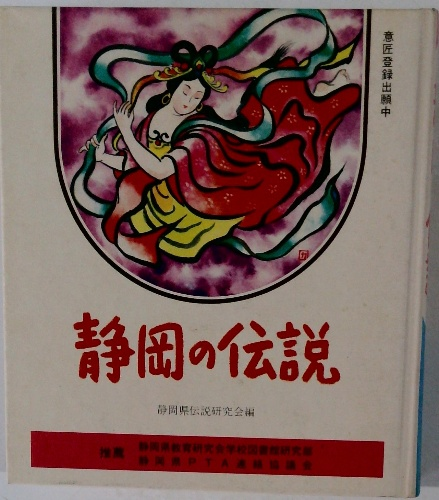 意匠登録出願中
静岡の伝説
静岡県伝説研究会編
推薦
静岡県教育研究会学校図書館研究部
静岡県PTA連絡協議会